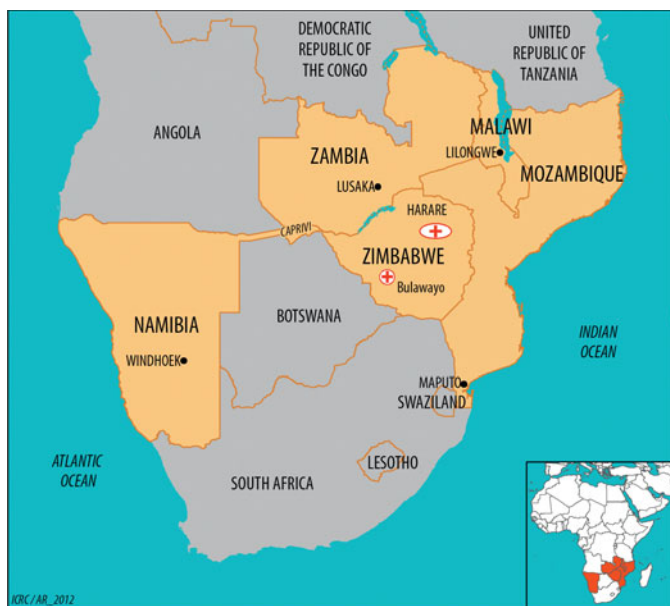 DEMOCRATIC
REPUBLIC OF
THE CONGO
UNITED
REPUBLIC OF
TANZANIA
ANGOLA
ZAMBIA
LUSAKA
MALAWI
LILONGWE
MOZAMBIQUE
HARARE
CAPRIVI
ZIMBABWE
Bulawayo
NAMIBIA
WINDHOEK
BOTSWANA
INDIAN
OCEAN
MAPUTO
SWAZILAND
ATLANTIC
OCEAN
SOUTH AFRICA
LESOTHO
ICRC / AR_2012